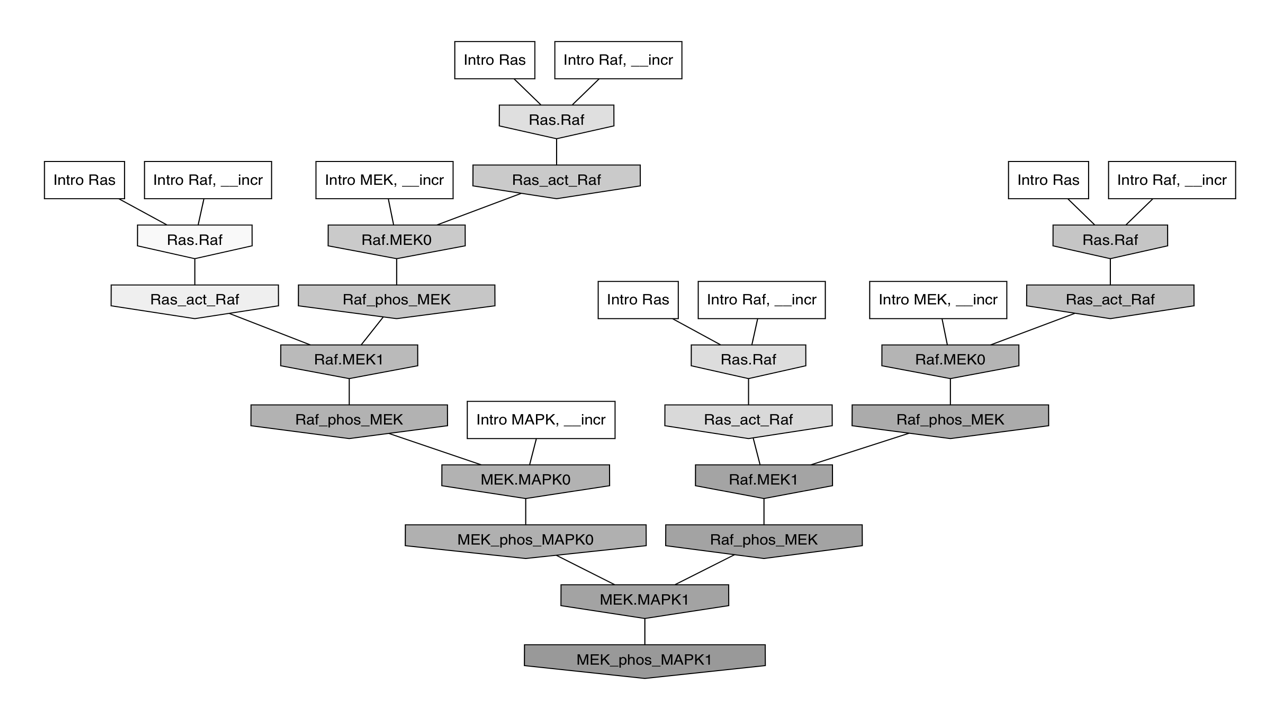 Intro Ras
Intro Raf, __incr
Ras.Raf
Intro Ras
Intro Raf, __incr
Intro MEK, __incr
Ras_act_Raf
Intro Ras
Intro Raf, __incr
Ras.Raf
Raf.MEK0
Ras.Raf
Ras_act_Raf
Raf_phos_MEK
Intro Ras
Intro Raf, __incr
Intro MEK, __incr
Ras_act_Raf
Raf.MEK1
Ras.Raf
Raf.MEK0
Raf_phos_MEK
Intro MAPK, __incr
Ras_act_Raf
Raf_phos_MEK
MEK.MAPK0
Raf.MEK1
MEK_phos_MAPK0
Raf_phos_MEK
MEK.MAPK1
MEK_phos_MAPK1